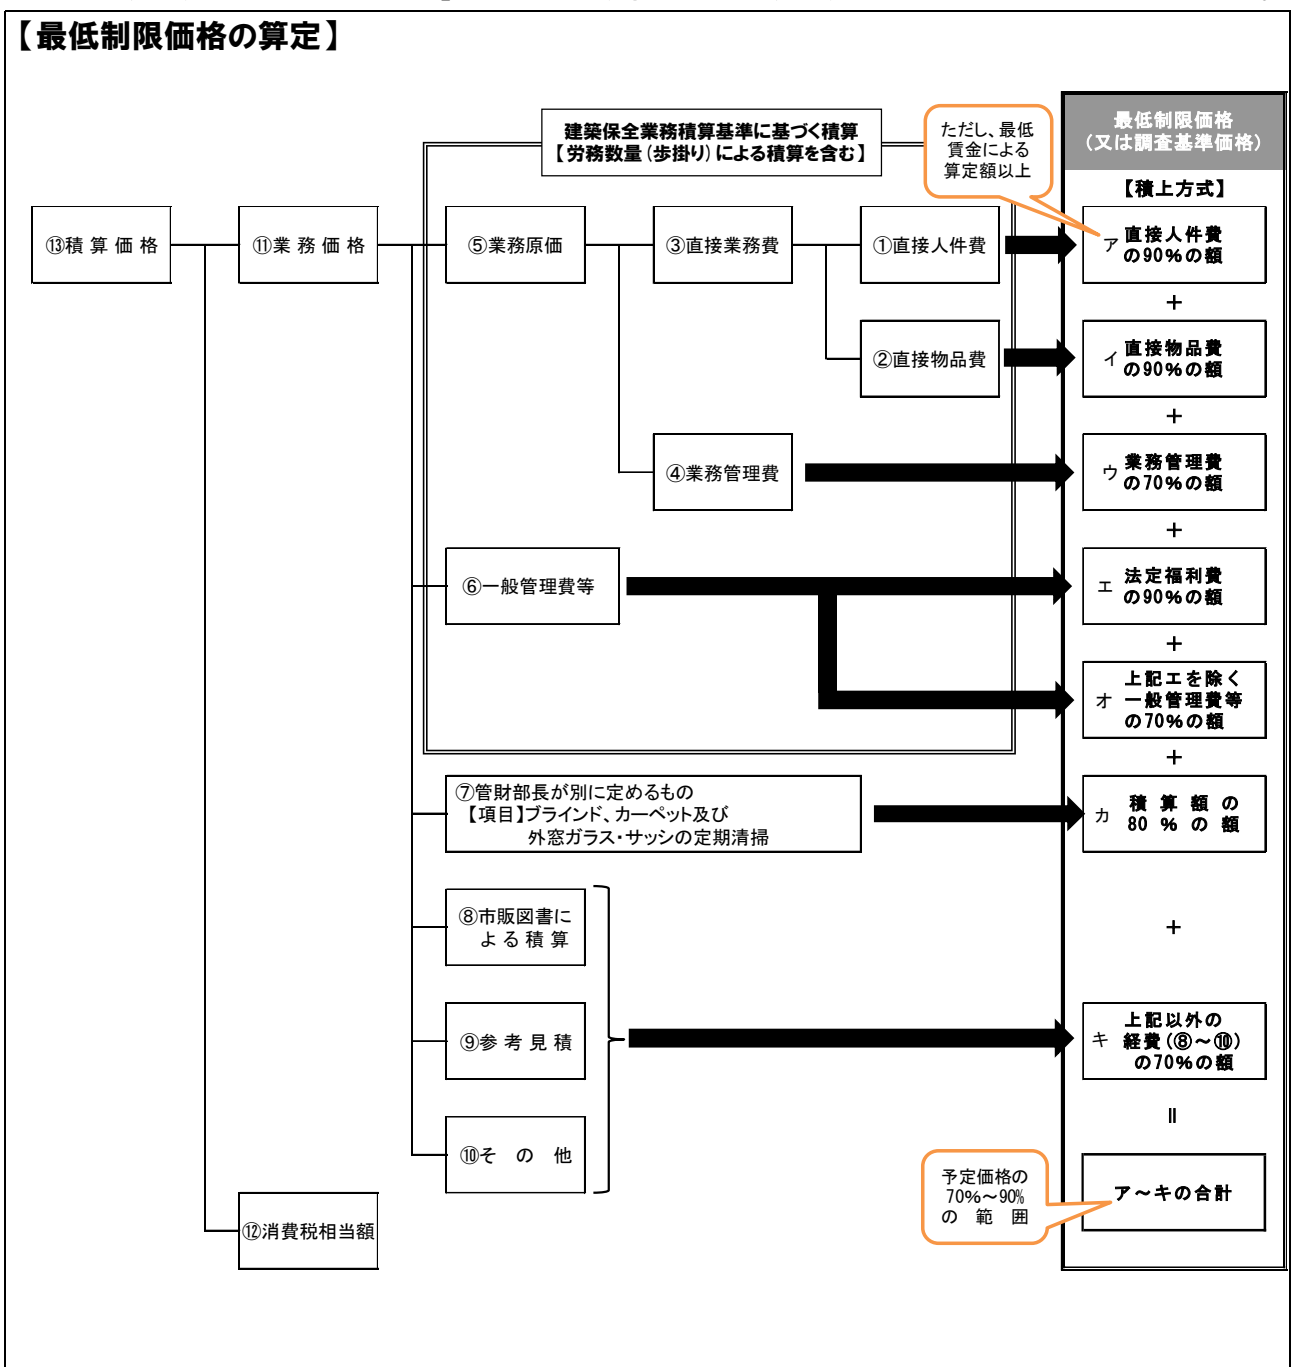 【最低制限価格の算定】
建築保全業務積算基準に基づく積算
【労務数量(歩掛り)による積算を含む】
ただし、最低
賃金による
算定額以上
最低制限価格
(又は調査基準価格)
【積上方式】
⑬積算価格
⑪業務価格
⑤業務原価
③直接業務費
①直接人件費
ア 直接人件費
の90%の額
+
②直接物品費
イ 直接物品費
の90%の額
+
④業務管理費
ウ 業務管理費
の70%の額
+
⑥一般管理費等
エ 法定福利費
の90%の額
+
オ 上記エを除く
一般管理費等
の70%の額
+
⑦管財部長が別に定めるもの
【項目】ブラインド、カーペット及び
外窓ガラス・サッシの定期清掃
カ 積算額の
80%の額
+
⑧市販図書に
よる積算
⑨参考見積
⑩その他
キ 上記以外の
経費(⑧~⑩)
の70%の額
=
予定価格の
70%~90%
の範囲
ア~キの合計
⑫消費税相当額